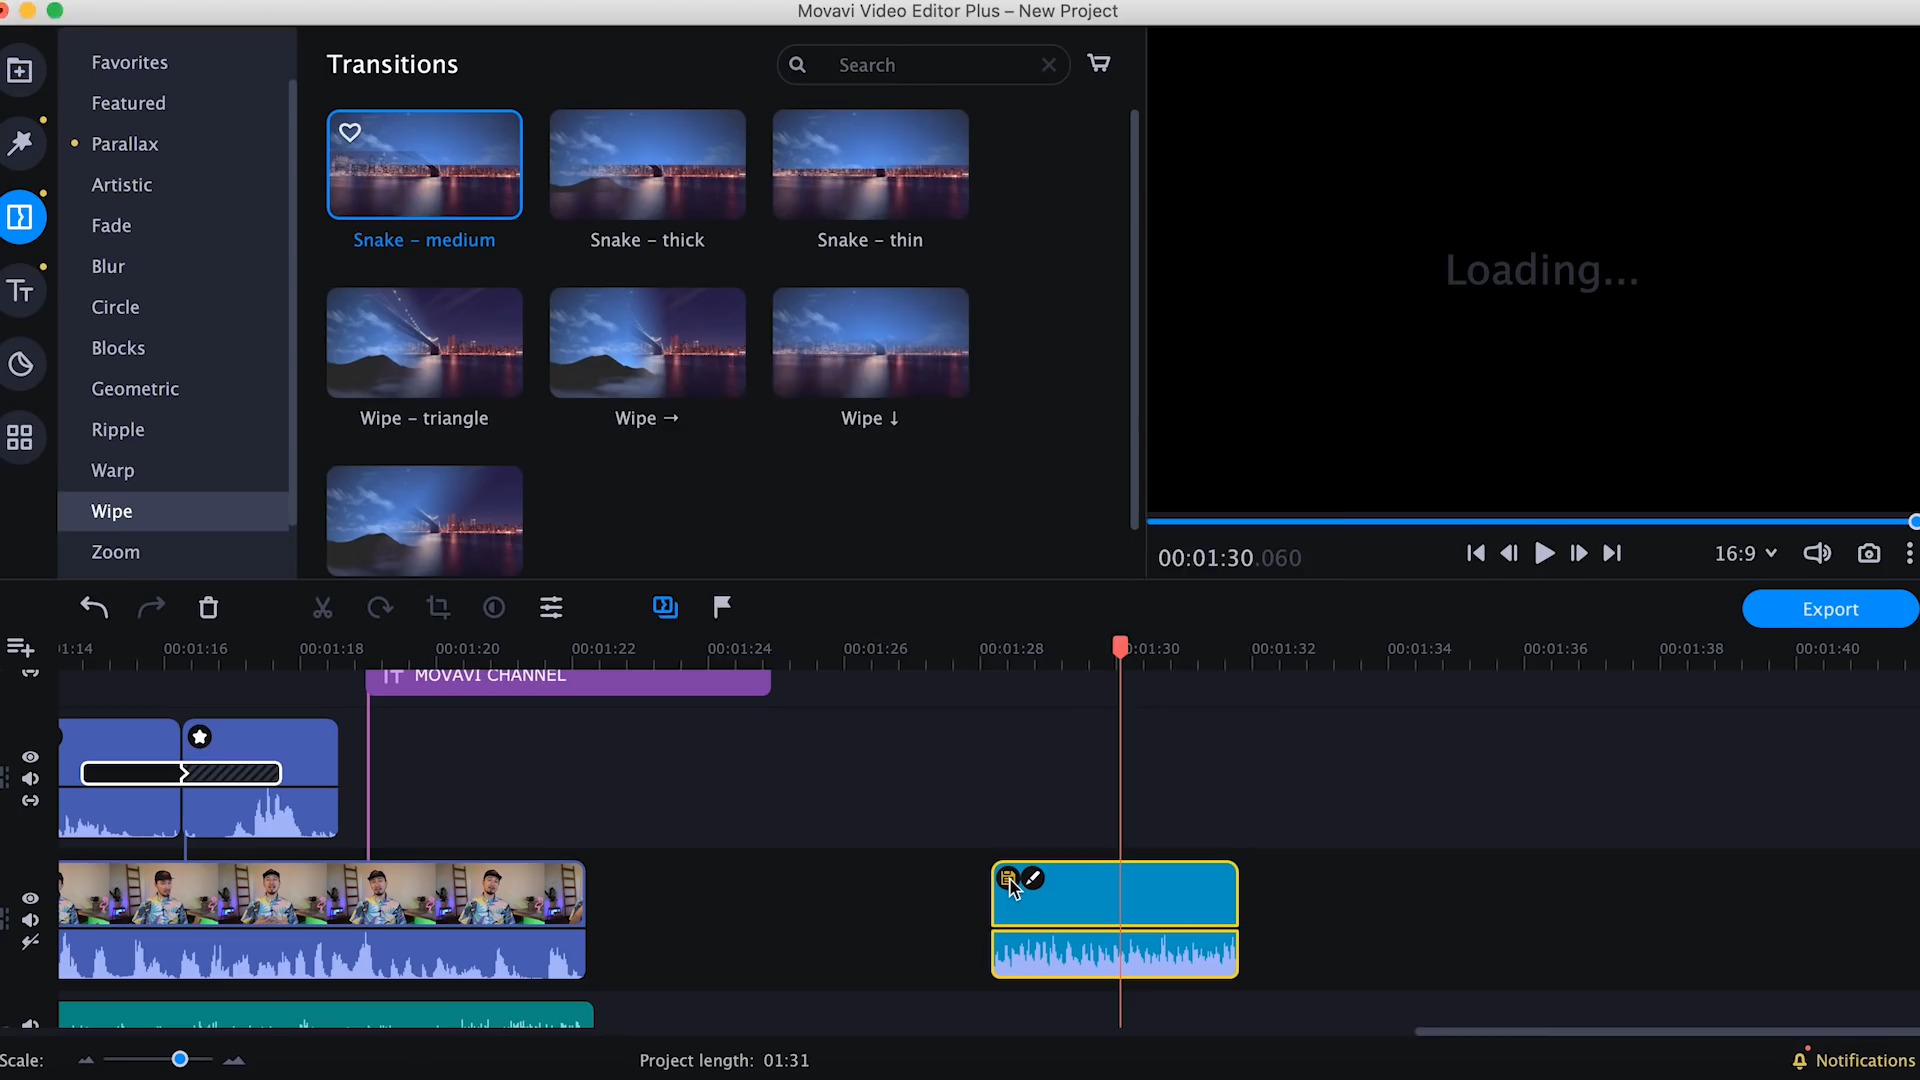 Movavi Video Editor Plus – New Project
Favorites
Featured
Parallax
Artistic
Fade
Blur
Circle
Blocks
Geometric
Ripple
Warp
Wipe
Zoom
Transitions
Search
Snake – medium
Snake – thick
Snake – thin
Wipe – triangle
Wipe →
Wipe ↓
Loading...
00:01:30.060
16:9
Export
:14
00:01:16
00:01:18
00:01:20
00:01:22
00:01:24
00:01:26
00:01:28
00:01:30
00:01:32
00:01:34
00:01:36
00:01:38
00:01:40
MOVAVI CHANNEL
Scale:
Project length: 01:31
Notifications